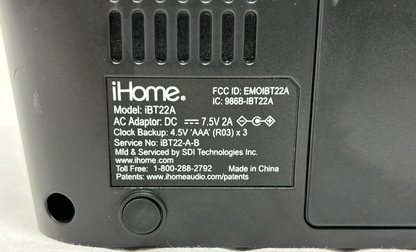 iHome®
FCC ID: EMOIBT22A
IC: 986B-IBT22A
Model: iBT22A
AC Adaptor: DC ⎓ 7.5V 2A
Clock Backup: 4.5V 'AAA' (R03) x 3
Service No: iBT22-A-B
Mfd & Serviced by SDI Technologies Inc.
www.ihome.com
Toll Free: 1-800-288-2792 Made in China
Patents: www.ihomeaudio.com/patents